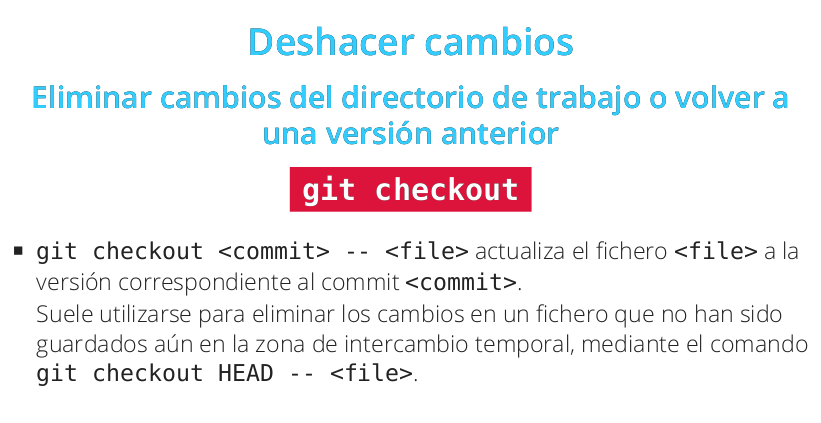 Deshacer cambios
Eliminar cambios del directorio de trabajo o volver a
una versión anterior
git checkout
git checkout <commit> -- <file> actualiza el fichero <file> a la
versión correspondiente al commit <commit>.
Suele utilizarse para eliminar los cambios en un fichero que no han sido
guardados aún en la zona de intercambio temporal, mediante el comando
git checkout HEAD -- <file>.